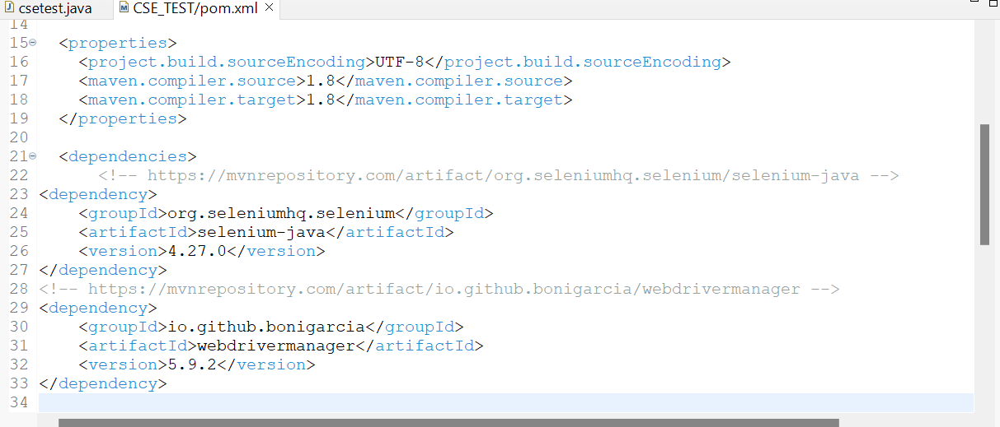 csetest.java CSE_TEST/pom.xml
14
15 <properties>
16 <project.build.sourceEncoding>UTF-8</project.build.sourceEncoding>
17 <maven.compiler.source>1.8</maven.compiler.source>
18 <maven.compiler.target>1.8</maven.compiler.target>
19 </properties>
20
21 <dependencies>
22 <!-- https://mvnrepository.com/artifact/org.seleniumhq.selenium/selenium-java -->
23 <dependency>
24 <groupId>org.seleniumhq.selenium</groupId>
25 <artifactId>selenium-java</artifactId>
26 <version>4.27.0</version>
27 </dependency>
28 <!-- https://mvnrepository.com/artifact/io.github.bonigarcia/webdrivermanager -->
29 <dependency>
30 <groupId>io.github.bonigarcia</groupId>
31 <artifactId>webdrivermanager</artifactId>
32 <version>5.9.2</version>
33 </dependency>
34